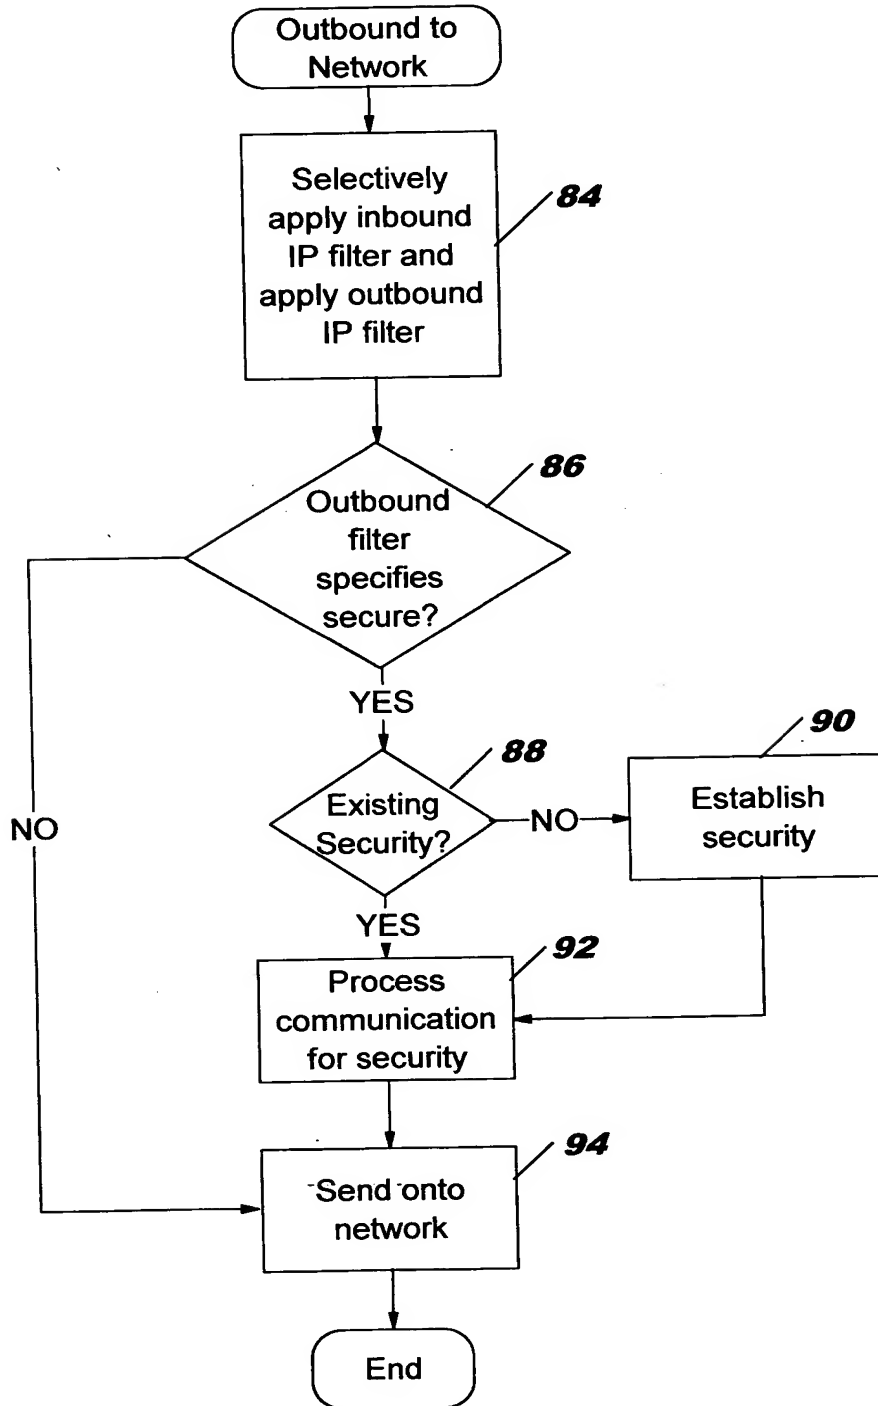 Outbound to
Network
Selectively
apply inbound
IP filter and
apply outbound
IP filter
84
Outbound
filter
specifies
secure?
86
YES
NO
Existing
Security?
88
NO
90
Establish
security
YES
92
Process
communication
for security
94
Send onto
network
End